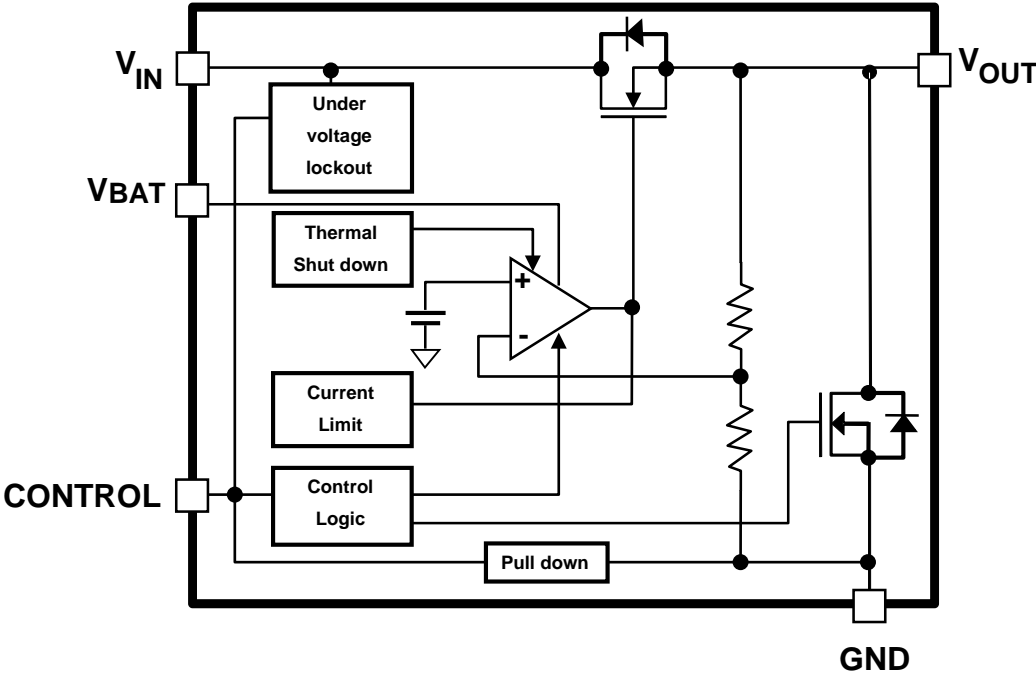 VIN
VOUT
Under
voltage
lockout
VBAT
Thermal
Shut down
+
-
Current
Limit
CONTROL
Control
Logic
Pull down
GND